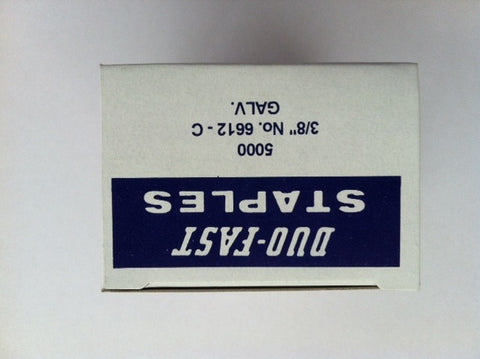 DUO-FAST
STAPLES
5000
3/8" No. 6612 - C
GALV.